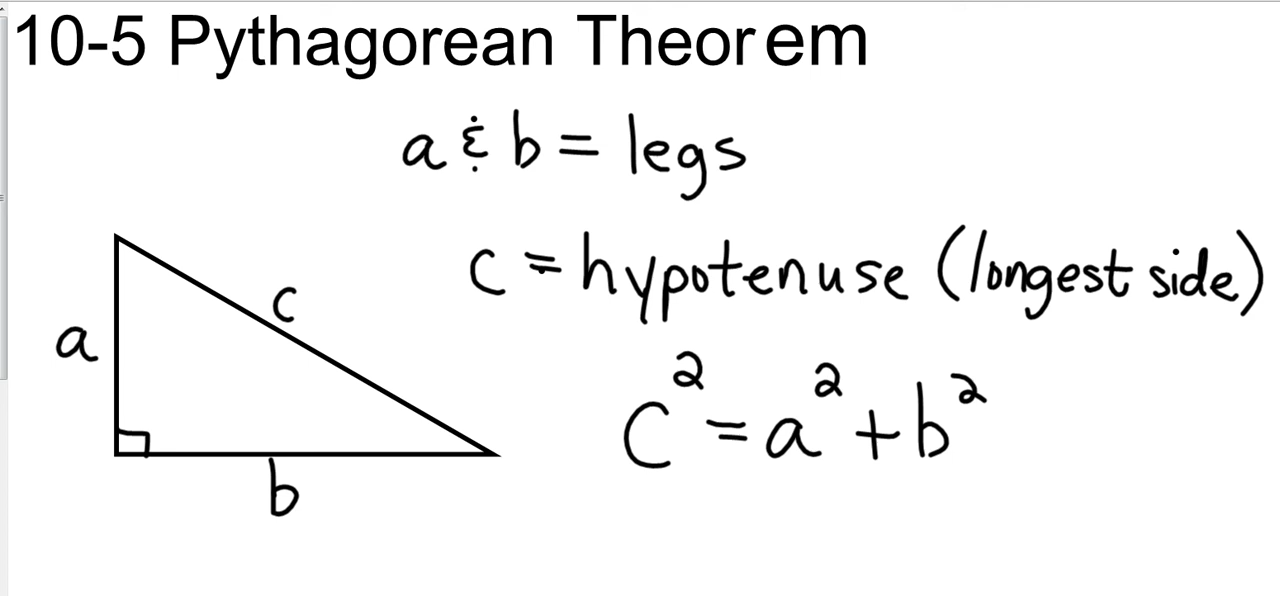 10-5 Pythagorean Theorem
a & b = legs
c = hypotenuse (longest side)
c
a
c² = a² + b²
b